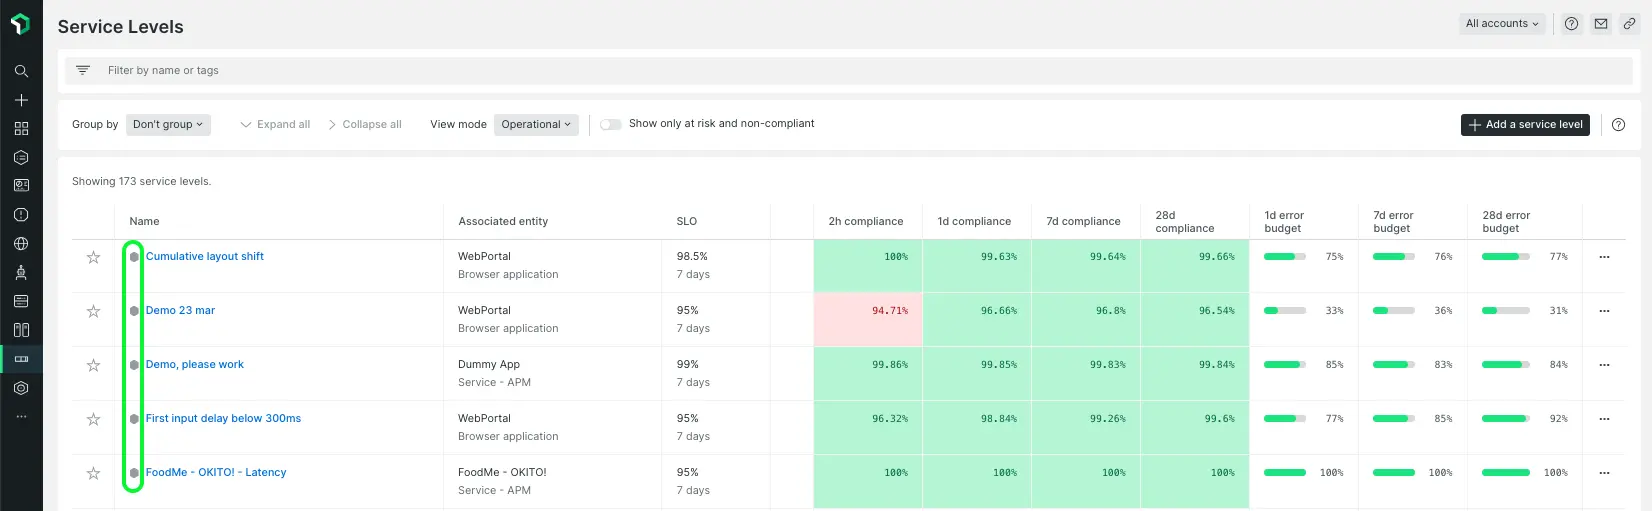 Service Levels
All accounts
Filter by name or tags
Group by Don't group Expand all Collapse all View mode Operational Show only at risk and non-compliant Add a service level
Showing 173 service levels.
Name Associated entity SLO 2h compliance 1d compliance 7d compliance 28d compliance 1d error budget 7d error budget 28d error budget
Cumulative layout shift WebPortal 98.5% 100% 99.63% 99.64% 99.66% 75% 76% 77% ...
Browser application 7 days
Demo 23 mar WebPortal 95% 94.71% 96.66% 96.8% 96.54% 33% 36% 31% ...
Browser application 7 days
Demo, please work Dummy App 99% 99.86% 99.85% 99.83% 99.84% 85% 83% 84% ...
Service - APM 7 days
First input delay below 300ms WebPortal 95% 96.32% 98.84% 99.26% 99.6% 77% 85% 92% ...
Browser application 7 days
FoodMe - OKITO! - Latency FoodMe - OKITO! 95% 100% 100% 100% 100% 100% 100% 100% ...
Service - APM 7 days